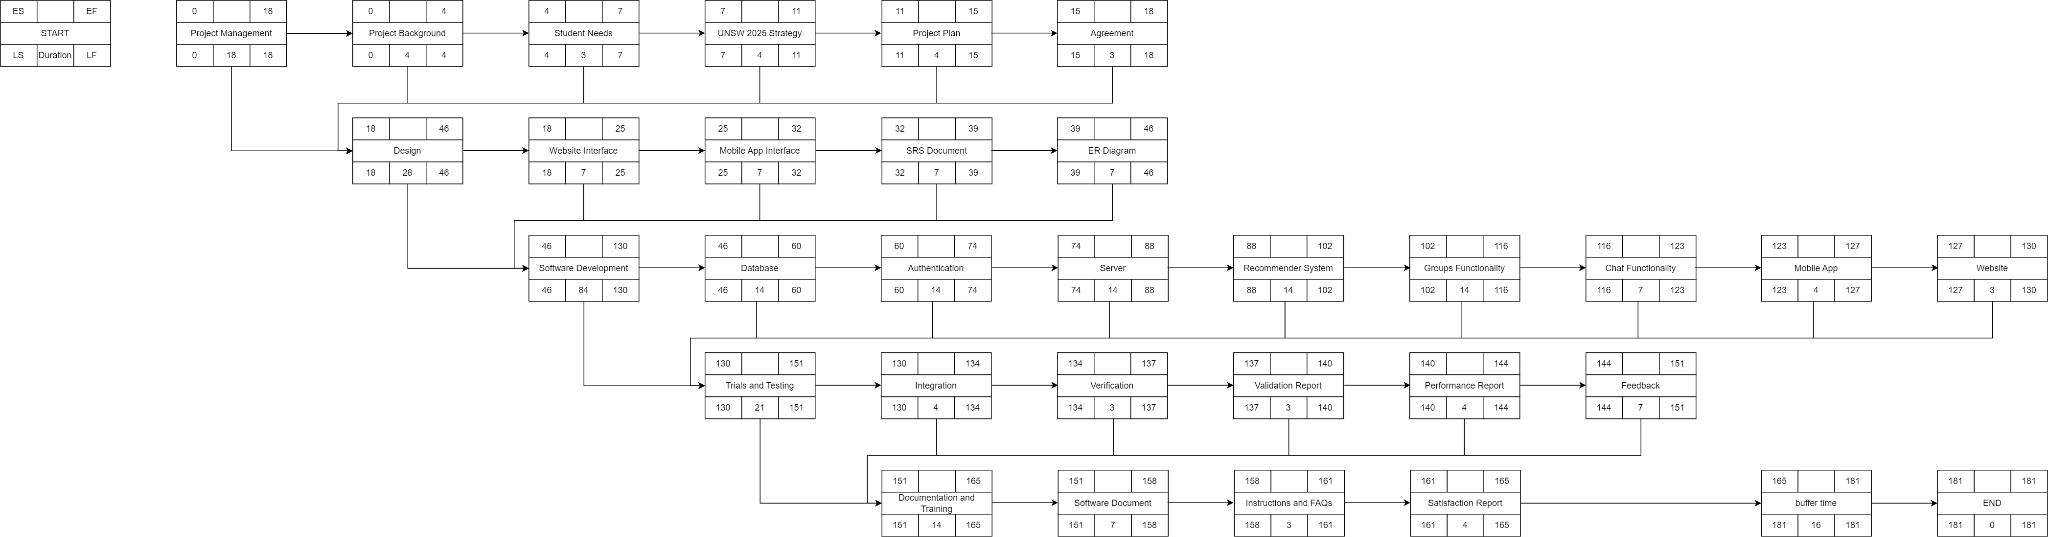 ES EF
START
LS Duration LF
0 18
Project Management
0 18 18
0 4
Project Background
0 4 4
4 7
Student Needs
4 3 7
7 11
UNSW 2025 Strategy
7 4 11
11 15
Project Plan
11 4 15
15 18
Agreement
15 3 18
18 46
Design
18 28 46
18 25
Website Interface
18 7 25
25 32
Mobile App Interface
25 7 32
32 39
SRS Document
32 7 39
39 46
ER Diagram
39 7 46
46 130
Software Development
46 84 130
46 60
Database
46 14 60
60 74
Authentication
60 14 74
74 88
Server
74 14 88
88 102
Recommender System
88 14 102
102 116
Groups Functionality
102 14 116
116 123
Chat Functionality
116 7 123
123 127
Mobile App
123 4 127
127 130
Website
127 3 130
130 151
Trials and Testing
130 21 151
130 134
Integration
130 4 134
134 137
Verification
134 3 137
137 140
Validation Report
137 3 140
140 144
Performance Report
140 4 144
144 151
Feedback
144 7 151
151 165
Documentation and
Training
151 14 165
151 158
Software Document
151 7 158
158 161
Instructions and FAQs
158 3 161
161 165
Satisfaction Report
161 4 165
165 181
buffer time
181 16 181
181 181
END
181 0 181